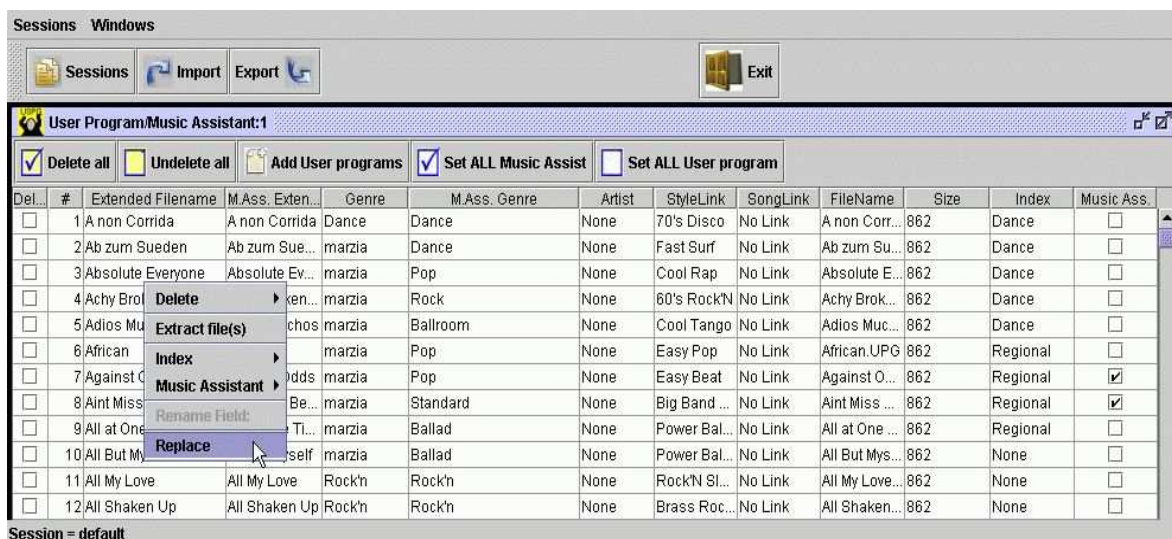 Sessions Windows
Sessions Import Export Exit
USPG
User Program/Music Assistant:1
Delete all Undelete all Add User programs Set ALL Music Assist Set ALL User program
Del... # Extended Filename M.Ass. Exten... Genre M.Ass. Genre Artist StyleLink SongLink FileName Size Index Music Ass.
1 A non Corrida A non Corrida Dance Dance None 70's Disco No Link A non Corr... 862 Dance
2 Ab zum Sueden Ab zum Sue... marzia Dance None Fast Surf No Link Ab zum Su... 862 Dance
3 Absolute Everyone Absolute Ev... marzia Pop None Cool Rap No Link Absolute E... 862 Dance
4 Achy Bro ken... marzia Rock None 60's Rock'N No Link Achy Brok... 862 Dance
5 Adios Mu chos marzia Ballroom None Cool Tango No Link Adios Muc... 862 Dance
6 African marzia Pop None Easy Pop No Link African.UPG 862 Regional
7 Against dds marzia Pop None Easy Beat No Link Against O... 862 Regional
8 Aint Miss Be... marzia Standard None Big Band ... No Link Aint Miss ... 862 Regional
9 All at One Ti... marzia Ballad None Power Bal... No Link All at One ... 862 Regional
10 All But My self marzia Ballad None Power Bal... No Link All But Mys... 862 None
11 All My Love All My Love Rock'n Rock'n None Rock'N Sl... No Link All My Love... 862 None
12 All Shaken Up All Shaken Up Rock'n Rock'n None Brass Roc... No Link All Shaken... 862 None
Delete
Extract file(s)
Index
Music Assistant
Rename Field:
Replace
Session = default